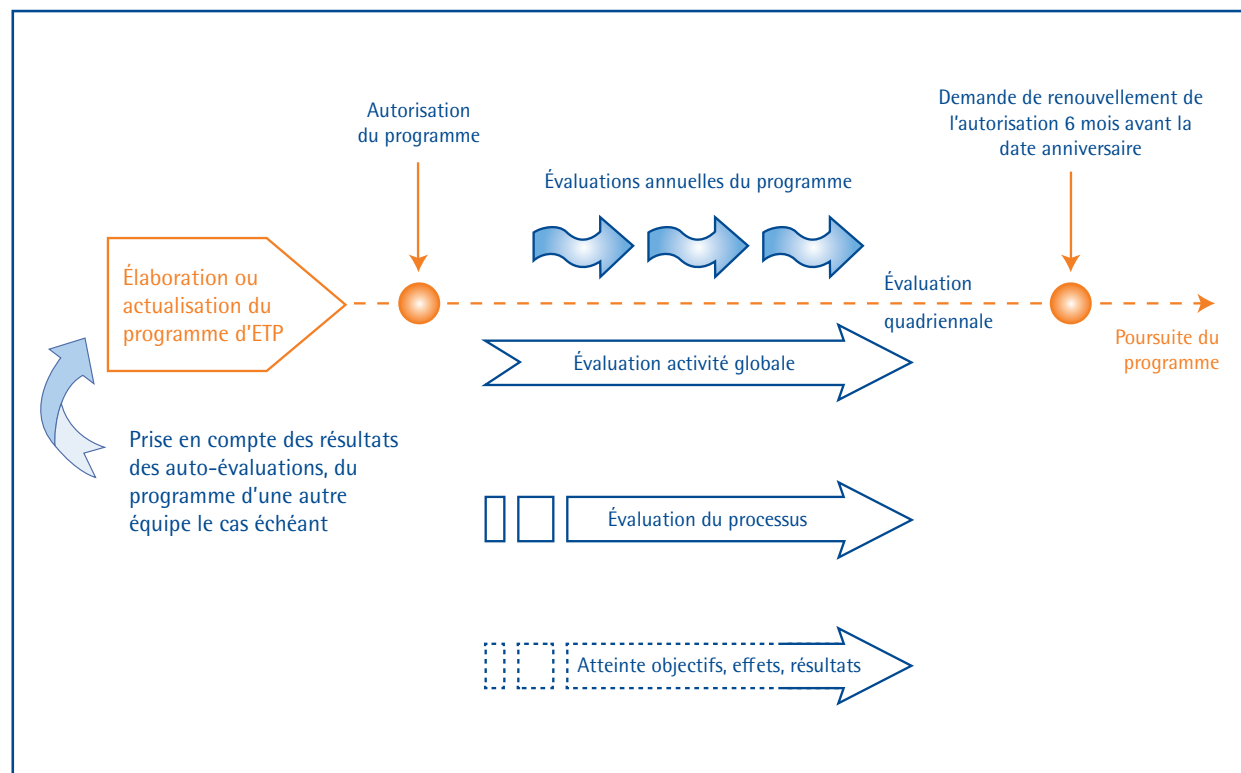 Autorisation
du programme
Demande de renouvellement de
l'autorisation 6 mois avant la
date anniversaire
Évaluations annuelles du programme
Élaboration ou
actualisation du
programme d'ETP
Évaluation
quadriennale
Poursuite du
programme
Évaluation activité globale
Prise en compte des résultats
des auto-évaluations, du
programme d'une autre
équipe le cas échéant
Évaluation du processus
Atteinte objectifs, effets, résultats